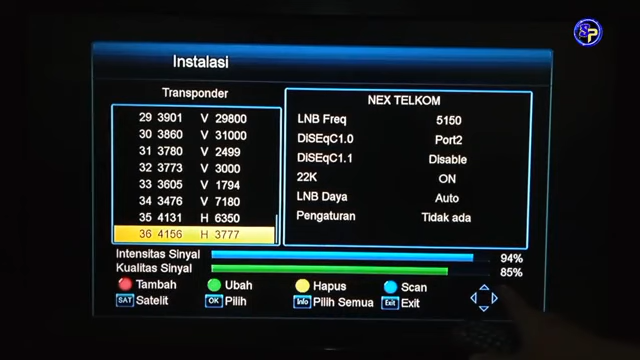 SP
Instalasi
Transponder
29 3901 V 29800
30 3860 V 31000
31 3780 V 2499
32 3773 V 3000
33 3605 V 1794
34 3476 V 7180
35 4131 H 6350
36 4156 H 3777
NEX TELKOM
LNB Freq 5150
DiSEqC1.0 Port2
DiSEqC1.1 Disable
22K ON
LNB Daya Auto
Pengaturan Tidak ada
Intensitas Sinyal 94%
Kualitas Sinyal 85%
Tambah Ubah Hapus Scan
SAT Satelit OK Pilih Info Pilih Semua Exit Exit